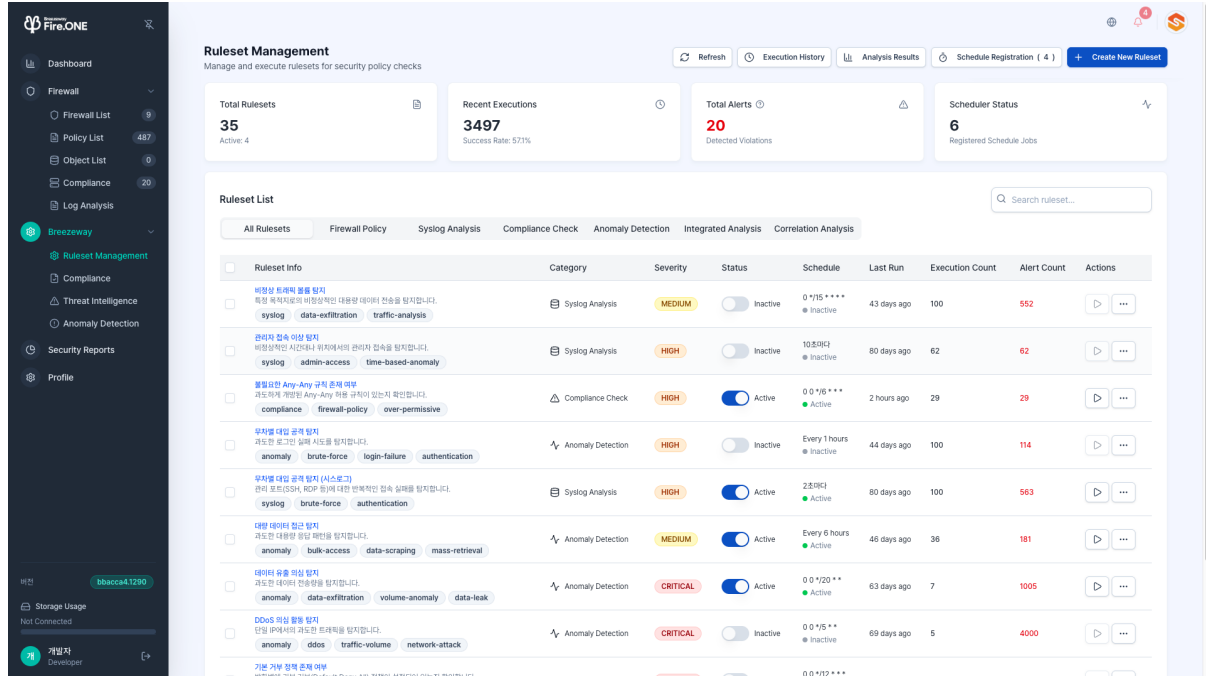 Breezeway
Fire.ONE
4
Dashboard
Firewall
Firewall List 9
Policy List 487
Object List 0
Compliance 20
Log Analysis
Breezeway
Ruleset Management
Compliance
Threat Intelligence
Anomaly Detection
Security Reports
Profile
버전 bbacca4.1290
Storage Usage
Not Connected
개 개발자
Developer
Ruleset Management
Manage and execute rulesets for security policy checks
Refresh
Execution History
Analysis Results
Schedule Registration ( 4 )
+ Create New Ruleset
Total Rulesets
35
Active: 4
Recent Executions
3497
Success Rate: 57.1%
Total Alerts
20
Detected Violations
Scheduler Status
6
Registered Schedule Jobs
Ruleset List
Search ruleset...
All Rulesets Firewall Policy Syslog Analysis Compliance Check Anomaly Detection Integrated Analysis Correlation Analysis
Ruleset Info Category Severity Status Schedule Last Run Execution Count Alert Count Actions
비정상 트래픽 볼륨 탐지
특정 목적지로의 비정상적인 대용량 데이터 전송을 탐지합니다.
syslog data-exfiltration traffic-analysis
Syslog Analysis MEDIUM Inactive
0 */15 * * * *
Inactive
43 days ago 100 552
관리자 접속 이상 탐지
비정상적인 시간대나 위치에서의 관리자 접속을 탐지합니다.
syslog admin-access time-based-anomaly
Syslog Analysis HIGH Inactive
10초마다
Inactive
80 days ago 62 62
불필요한 Any-Any 규칙 존재 여부
과도하게 개방된 Any-Any 허용 규칙이 있는지 확인합니다.
compliance firewall-policy over-permissive
Compliance Check HIGH Active
0 0 */6 * * *
Active
2 hours ago 29 29
무차별 대입 공격 탐지
과도한 로그인 실패 시도를 탐지합니다.
anomaly brute-force login-failure authentication
Anomaly Detection HIGH Inactive
Every 1 hours
Inactive
44 days ago 100 114
무차별 대입 공격 탐지 (시스로그)
관리 포트(SSH, RDP 등)에 대한 반복적인 접속 실패를 탐지합니다.
syslog brute-force authentication
Syslog Analysis HIGH Active
2초마다
Active
80 days ago 100 563
대량 데이터 접근 탐지
과도한 대용량 응답 패턴을 탐지합니다.
anomaly bulk-access data-scraping mass-retrieval
Anomaly Detection MEDIUM Active
Every 6 hours
Active
46 days ago 36 181
데이터 유출 의심 탐지
과도한 데이터 전송량을 탐지합니다.
anomaly data-exfiltration volume-anomaly data-leak
Anomaly Detection CRITICAL Active
0 0 */20 * *
Active
63 days ago 7 1005
DDoS 의심 활동 탐지
단일 IP에서의 과도한 트래픽을 탐지합니다.
anomaly ddos traffic-volume network-attack
Anomaly Detection CRITICAL Inactive
0 0 */5 * *
Inactive
69 days ago 5 4000
기본 거부 정책 존재 여부
0 0 */12 * * *